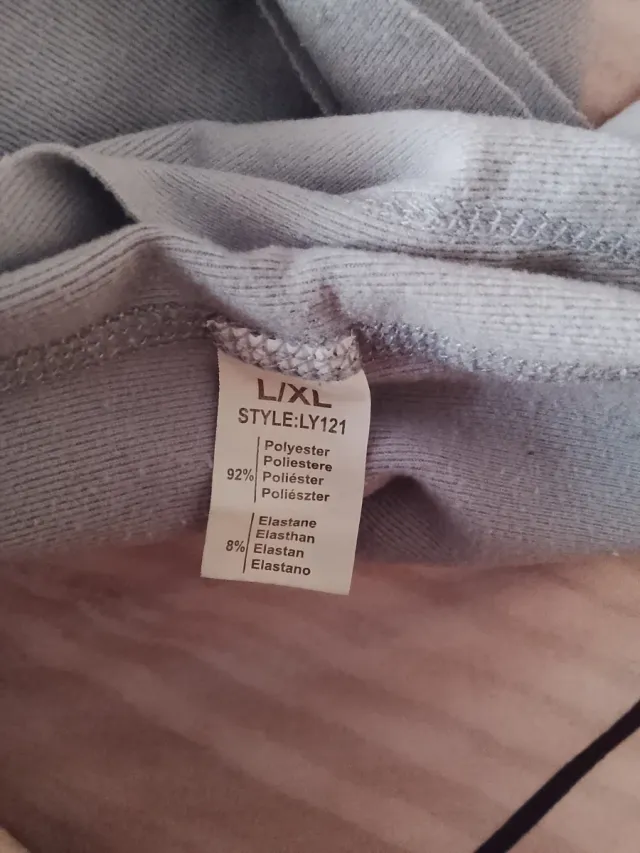 L/XL
STYLE:LY121
92%
Polyester
Poliestere
Poliéster
Poliészter
8%
Elastane
Elasthan
Elastan
Elastano